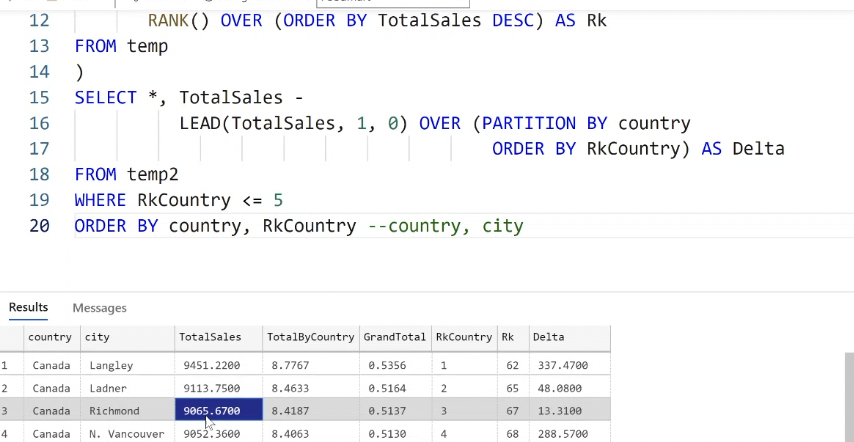 12 RANK() OVER (ORDER BY TotalSales DESC) AS Rk
13 FROM temp
14 )
15 SELECT *, TotalSales -
16 LEAD(TotalSales, 1, 0) OVER (PARTITION BY country
17 ORDER BY RkCountry) AS Delta
18 FROM temp2
19 WHERE RkCountry <= 5
20 ORDER BY country, RkCountry --country, city
Results Messages
country city TotalSales TotalByCountry GrandTotal RkCountry Rk Delta
1 Canada Langley 9451.2200 8.7767 0.5356 1 62 337.4700
2 Canada Ladner 9113.7500 8.4633 0.5164 2 65 48.0800
3 Canada Richmond 9065.6700 8.4187 0.5137 3 67 13.3100
4 Canada N. Vancouver 9052.3600 8.4063 0.5130 4 68 288.5700